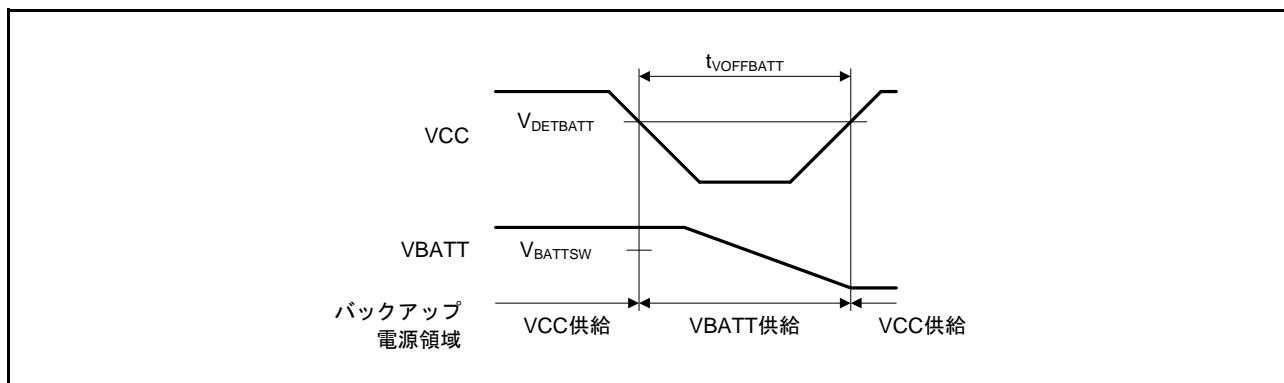 tVOFFBATT
VCC
VDETBATT
VBATT
VBATTSW
バックアップ
電源領域
VCC供給
VBATT供給
VCC供給